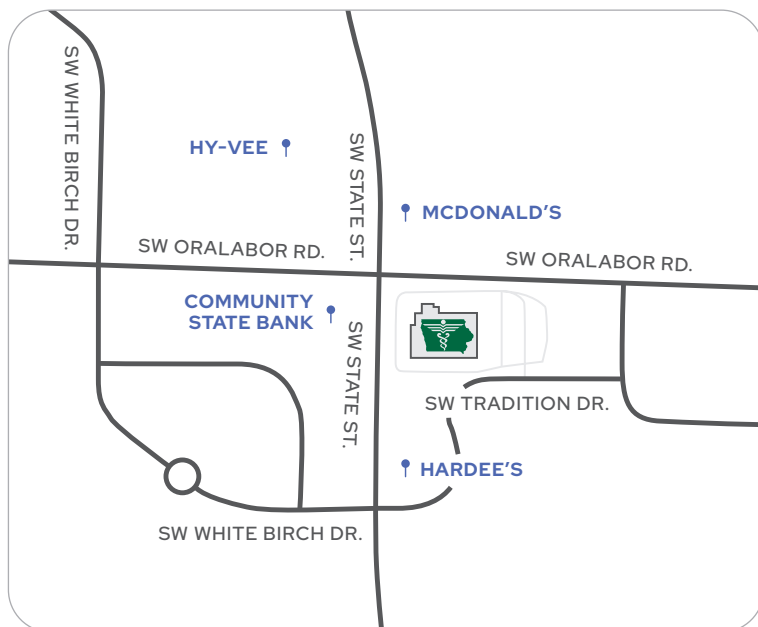 SW WHITE BIRCH DR.
HY-VEE
SW STATE ST.
MCDONALD'S
SW ORALABOR RD.
SW ORALABOR RD.
COMMUNITY
STATE BANK
SW STATE ST.
SW TRADITION DR.
HARDEE'S
SW WHITE BIRCH DR.